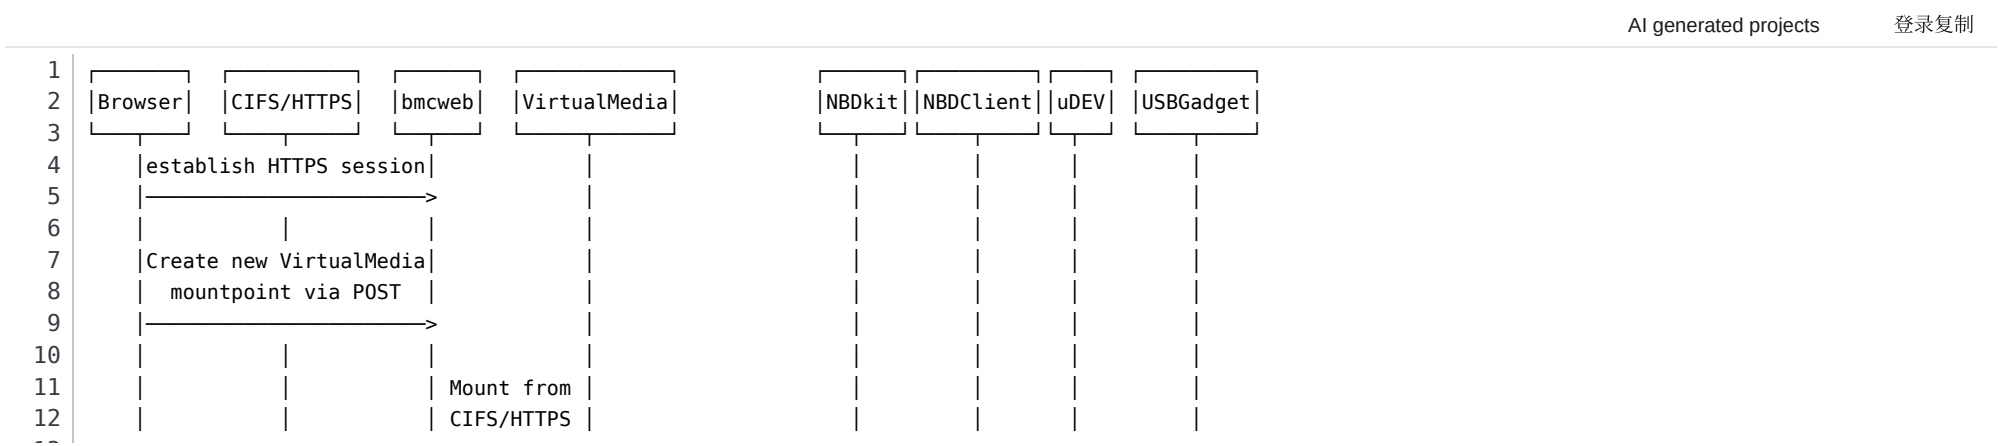 AI generated projects 登录复制
1 ┌───────┐ ┌──────────┐ ┌──────┐ ┌────────────┐ ┌──────┐┌─────────┐┌────┐ ┌─────────┐
2 │Browser│ │CIFS/HTTPS│ │bmcweb│ │VirtualMedia│ │NBDkit││NBDClient││uDEV│ │USBGadget│
3 └───┬───┘ └────┬─────┘ └──┬───┘ └─────┬──────┘ └──┬───┘└────┬────┘└─┬──┘ └────┬────┘
4 │establish HTTPS session│ │ │ │ │ │
5 │───────────────────────> │ │ │ │ │
6 │ │ │ │ │ │ │ │
7 │Create new VirtualMedia│ │ │ │ │ │
8 │ mountpoint via POST │ │ │ │ │ │
9 │───────────────────────> │ │ │ │ │
10 │ │ │ │ │ │ │ │
11 │ │ │ Mount from │ │ │ │ │
12 │ │ │ CIFS/HTTPS │ │ │ │ │